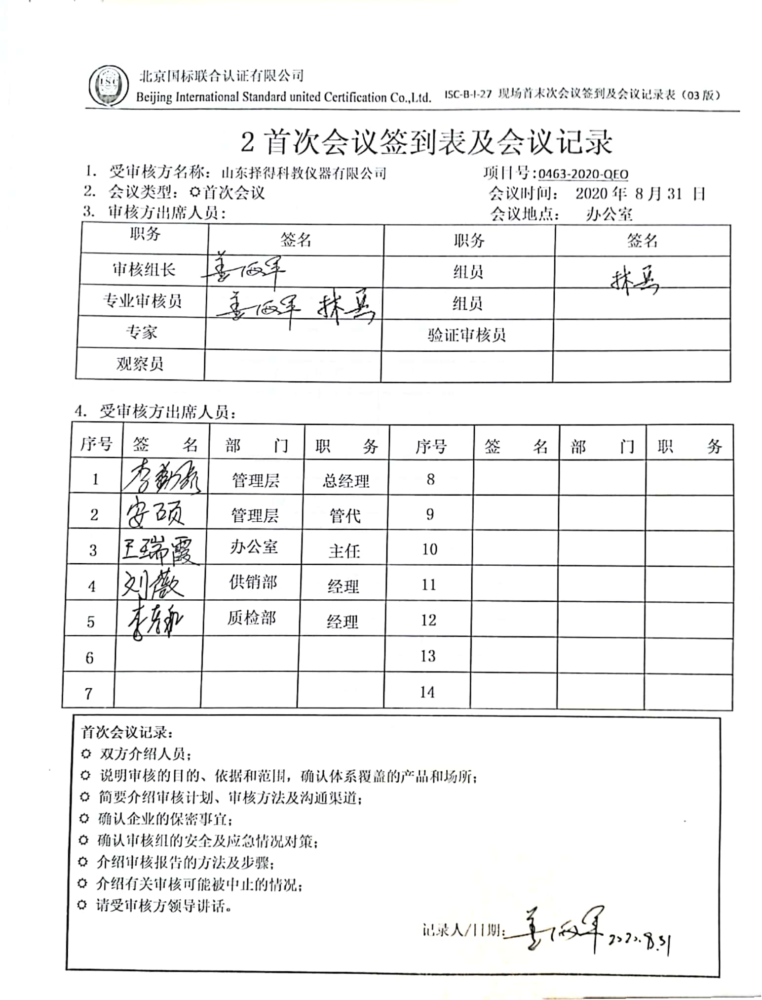 ISC
北京国标联合认证有限公司
Beijing International Standard united Certification Co.,Ltd. ISC-B-I-27 现场首末次会议签到及会议记录表（03版）
2 首次会议签到表及会议记录
1. 受审核方名称：山东择得科教仪器有限公司 项目号:0463-2020-QEO
2. 会议类型：首次会议 会议时间： 2020 年 8 月 31 日
3. 审核方出席人员： 会议地点： 办公室
职务 签名 职务 签名
审核组长 组员
专业审核员 组员
专家 验证审核员
观察员
4. 受审核方出席人员：
序号 签 名 部 门 职 务 序号 签 名 部 门 职 务
1 管理层 总经理 8
2 安硕 管理层 管代 9
3 王瑞霞 办公室 主任 10
4 刘薇 供销部 经理 11
5 质检部 经理 12
6 13
7 14
首次会议记录：
双方介绍人员；
说明审核的目的、依据和范围，确认体系覆盖的产品和场所；
简要介绍审核计划、审核方法及沟通渠道；
确认企业的保密事宜；
确认审核组的安全及应急情况对策；
介绍审核报告的方法及步骤；
介绍有关审核可能被中止的情况；
请受审核方领导讲话。
记录人/日期： 2020.8.31